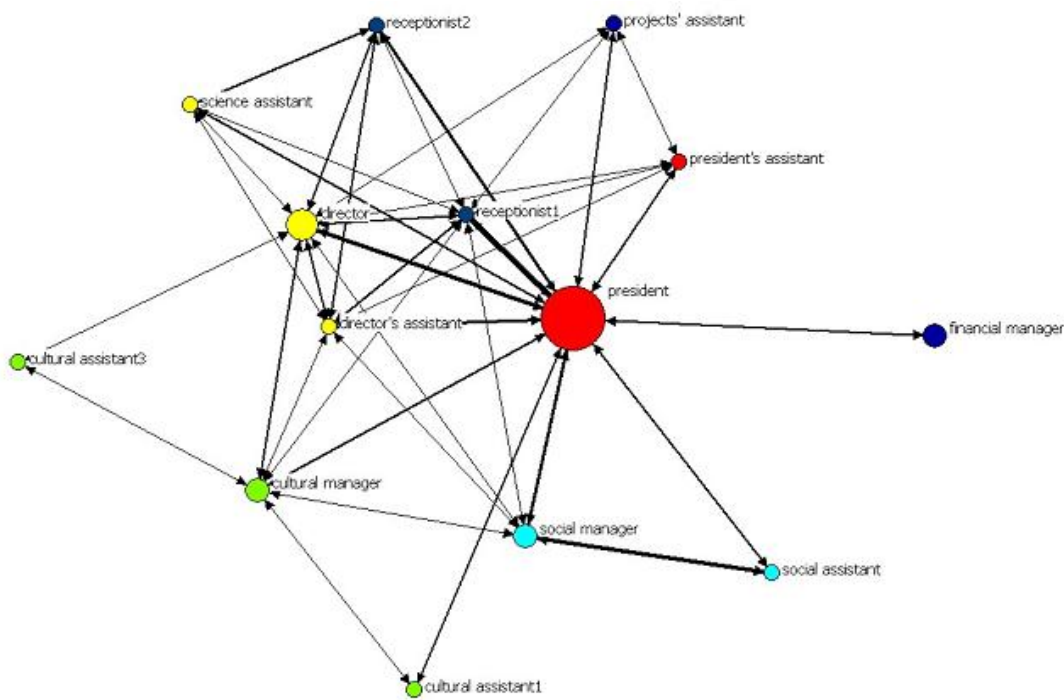 receptionist2
projects' assistant
science assistant
president's assistant
director
receptionist1
president
director's assistant
financial manager
cultural assistant3
cultural manager
social manager
social assistant
cultural assistant1